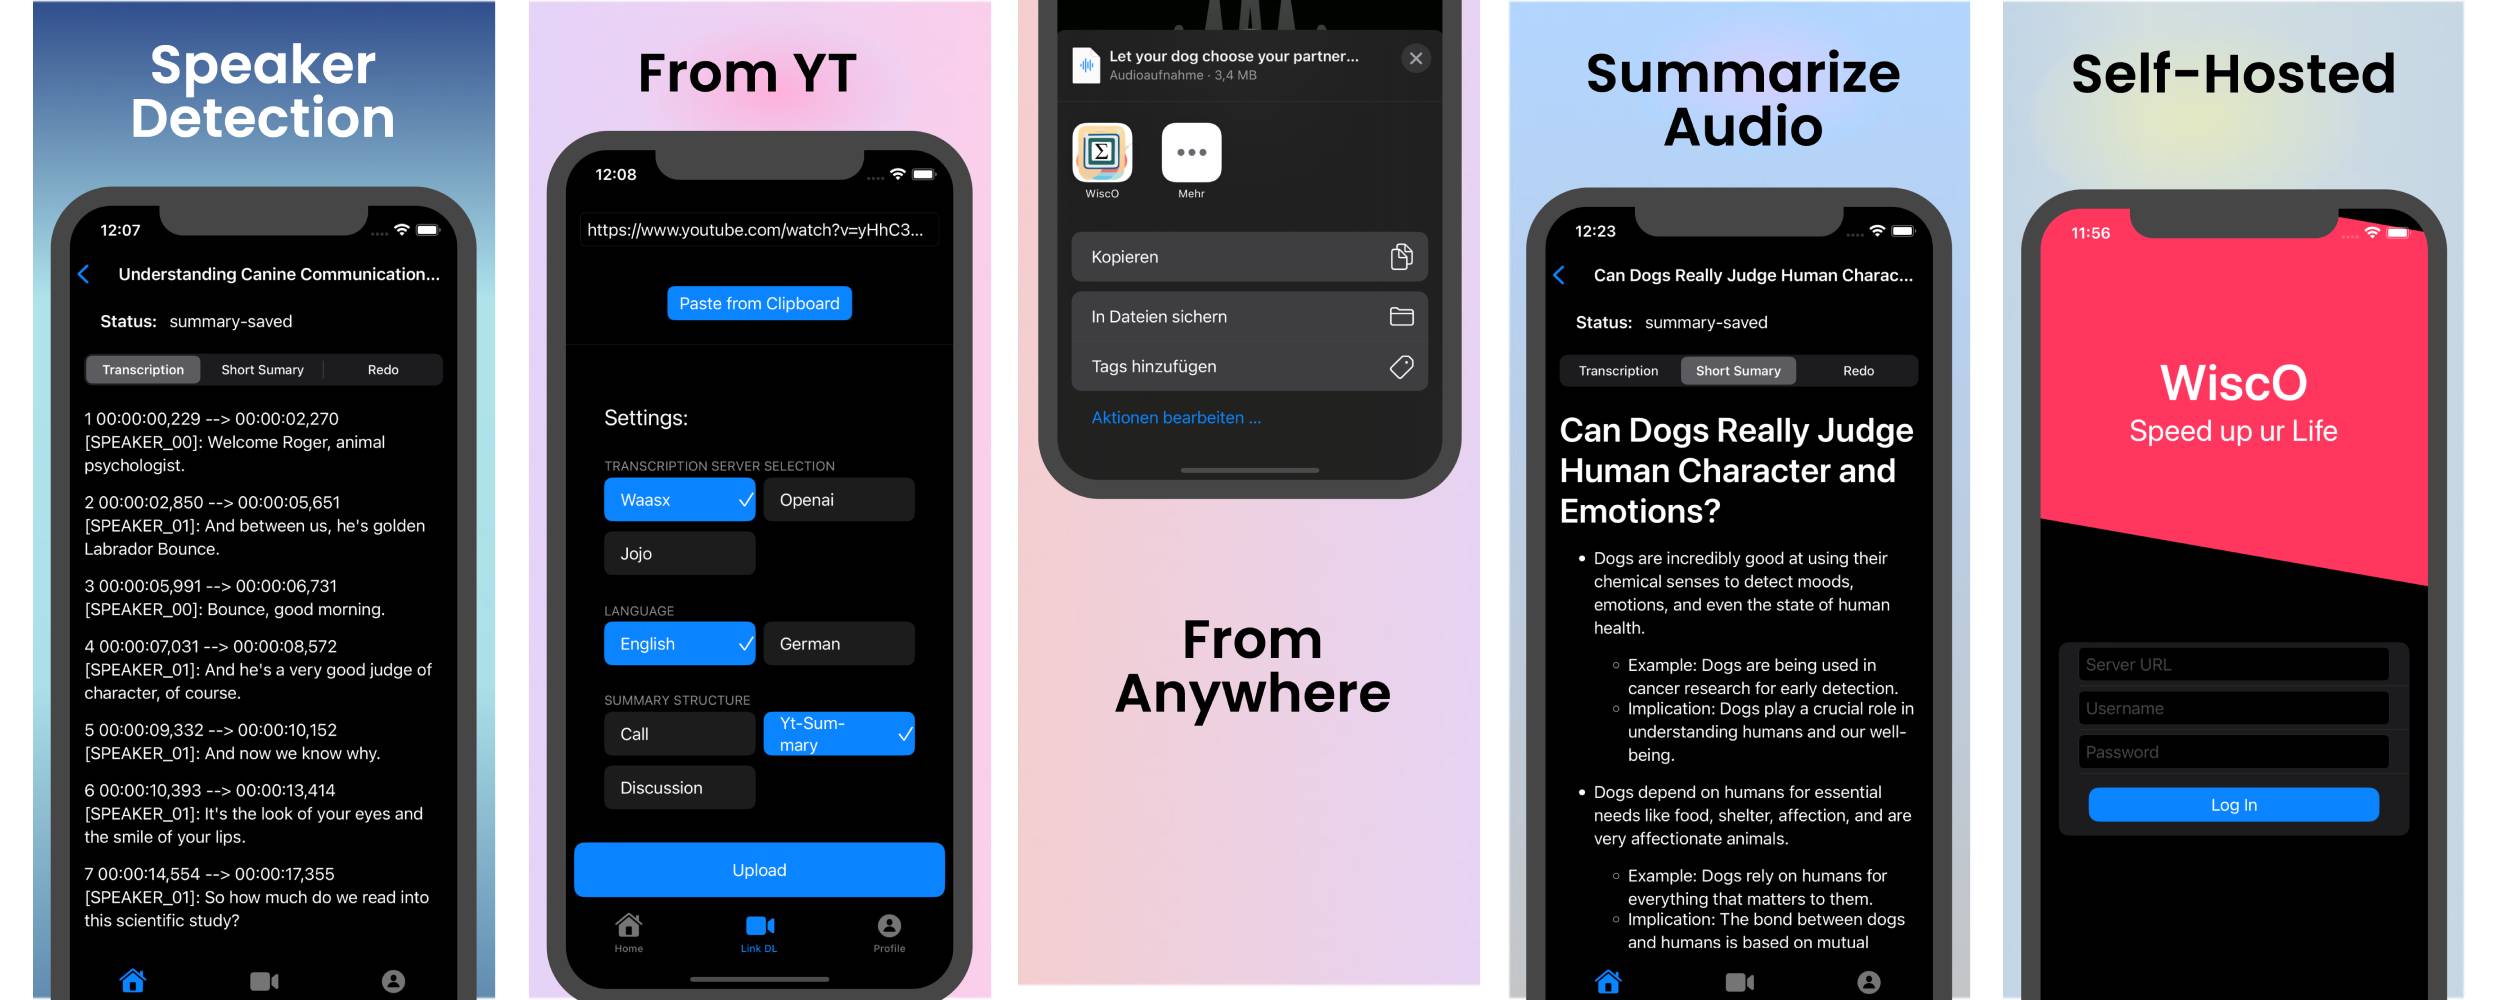 Speaker
Detection
12:07
Understanding Canine Communication...
Status: summary-saved
Transcription Short Sumary Redo
1 00:00:00,229 --> 00:00:02,270
[SPEAKER_00]: Welcome Roger, animal
psychologist.
2 00:00:02,850 --> 00:00:05,651
[SPEAKER_01]: And between us, he's golden
Labrador Bounce.
3 00:00:05,991 --> 00:00:06,731
[SPEAKER_00]: Bounce, good morning.
4 00:00:07,031 --> 00:00:08,572
[SPEAKER_01]: And he's a very good judge of
character, of course.
5 00:00:09,332 --> 00:00:10,152
[SPEAKER_01]: And now we know why.
6 00:00:10,393 --> 00:00:13,414
[SPEAKER_01]: It's the look of your eyes and
the smile of your lips.
7 00:00:14,554 --> 00:00:17,355
[SPEAKER_01]: So how much do we read into
this scientific study?
From YT
12:08
https://www.youtube.com/watch?v=yHhC3...
Paste from Clipboard
Settings:
TRANSCRIPTION SERVER SELECTION
Waasx Openai
Jojo
LANGUAGE
English German
SUMMARY STRUCTURE
Call Yt-Sum-
mary
Discussion
Upload
Home Link DL Profile
Let your dog choose your partner...
Audioaufnahme · 3,4 MB
Σ
WiscO Mehr
Kopieren
In Dateien sichern
Tags hinzufügen
Aktionen bearbeiten ...
From
Anywhere
Summarize
Audio
12:23
Can Dogs Really Judge Human Charac...
Status: summary-saved
Transcription Short Sumary Redo
Can Dogs Really Judge
Human Character and
Emotions?
• Dogs are incredibly good at using their
chemical senses to detect moods,
emotions, and even the state of human
health.
◦ Example: Dogs are being used in
cancer research for early detection.
◦ Implication: Dogs play a crucial role in
understanding humans and our well-
being.
• Dogs depend on humans for essential
needs like food, shelter, affection, and are
very affectionate animals.
◦ Example: Dogs rely on humans for
everything that matters to them.
◦ Implication: The bond between dogs
and humans is based on mutual
Self-Hosted
11:56
WiscO
Speed up ur Life
Server URL
Username
Password
Log In